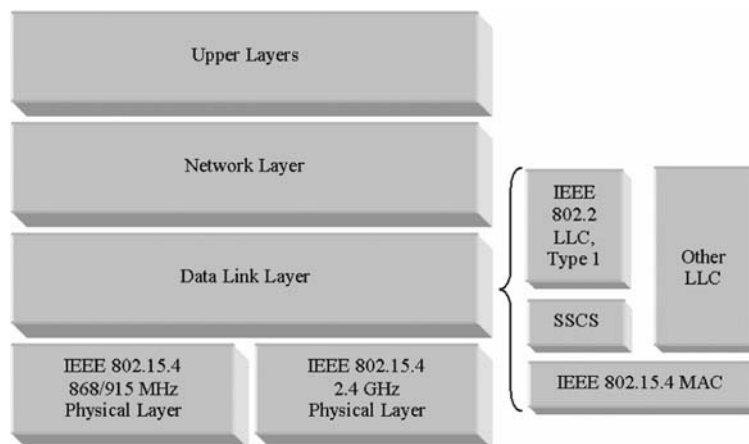 Upper Layers
Network Layer
Data Link Layer
IEEE 802.15.4
868/915 MHz
Physical Layer
IEEE 802.15.4
2.4 GHz
Physical Layer
IEEE
802.2
LLC,
Type 1
SSCS
Other
LLC
IEEE 802.15.4 MAC